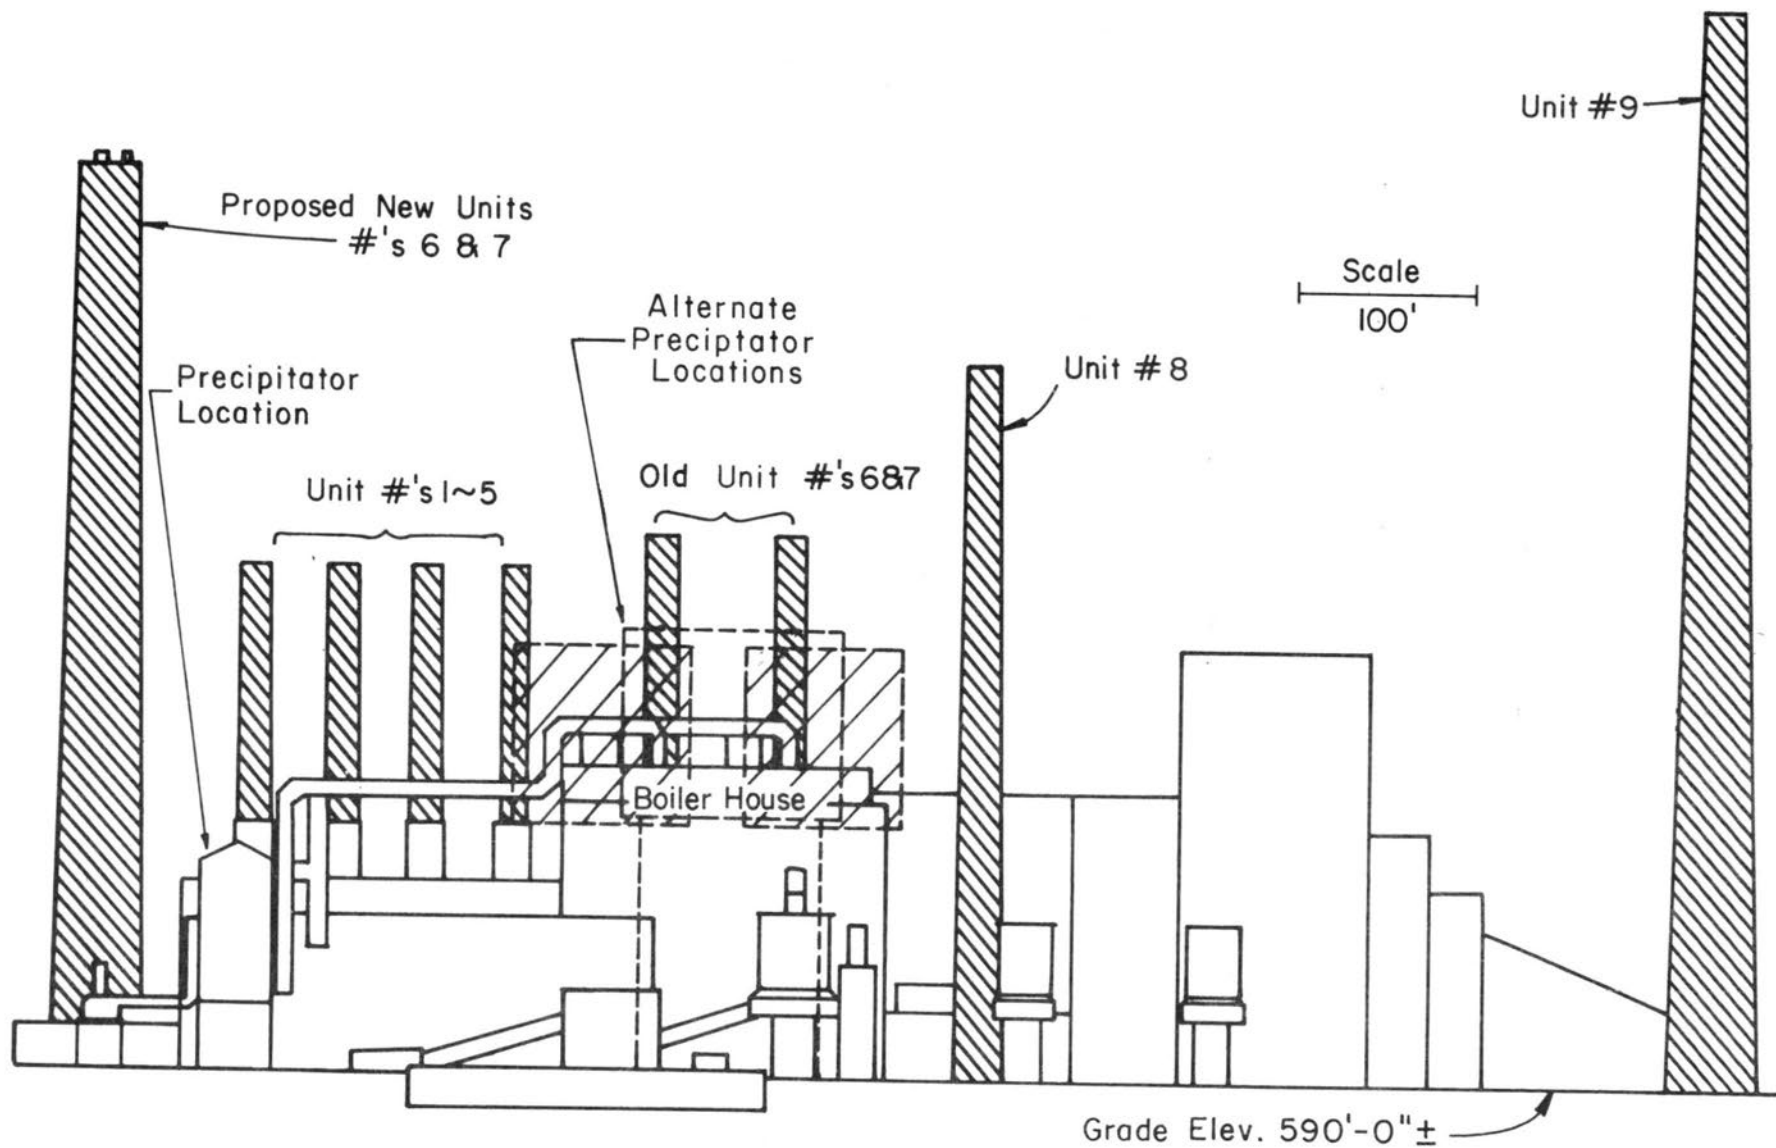 Unit #9
Proposed New Units
#'s 6 & 7
Scale
100'
Alternate
Preciptator
Locations
Unit #8
Precipitator
Location
Old Unit #'s 6&7
Unit #'s 1~5
Boiler House
Grade Elev. 590'-0" ±